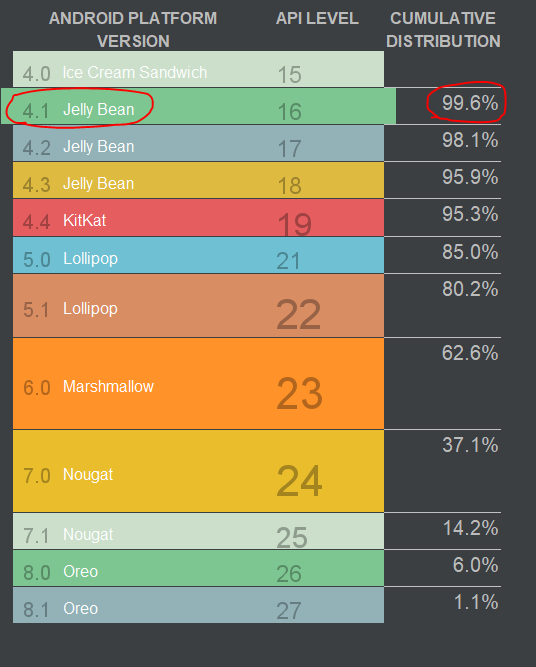 ANDROID PLATFORM VERSION API LEVEL CUMULATIVE DISTRIBUTION
4.0 Ice Cream Sandwich 15
4.1 Jelly Bean 16 99.6%
4.2 Jelly Bean 17 98.1%
4.3 Jelly Bean 18 95.9%
4.4 KitKat 19 95.3%
5.0 Lollipop 21 85.0%
5.1 Lollipop 22 80.2%
6.0 Marshmallow 23 62.6%
7.0 Nougat 24 37.1%
7.1 Nougat 25 14.2%
8.0 Oreo 26 6.0%
8.1 Oreo 27 1.1%